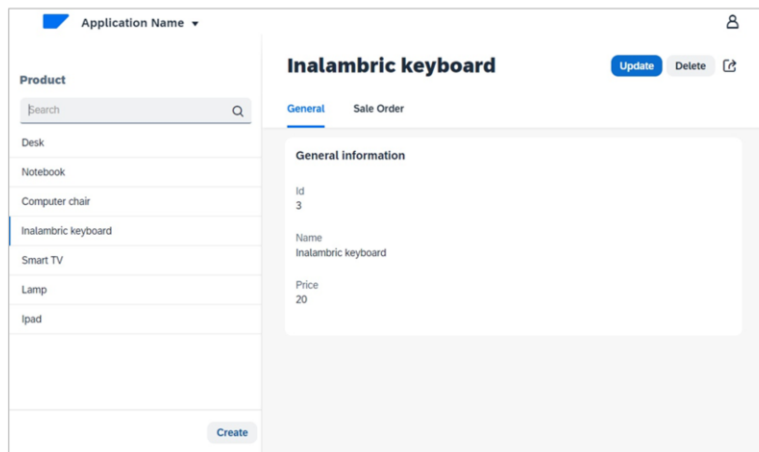 Application Name
Product
Search
Desk
Notebook
Computer chair
Inalambric keyboard
Smart TV
Lamp
Ipad
Create
Inalambric keyboard
Update
Delete
General
Sale Order
General information
Id
3
Name
Inalambric keyboard
Price
20